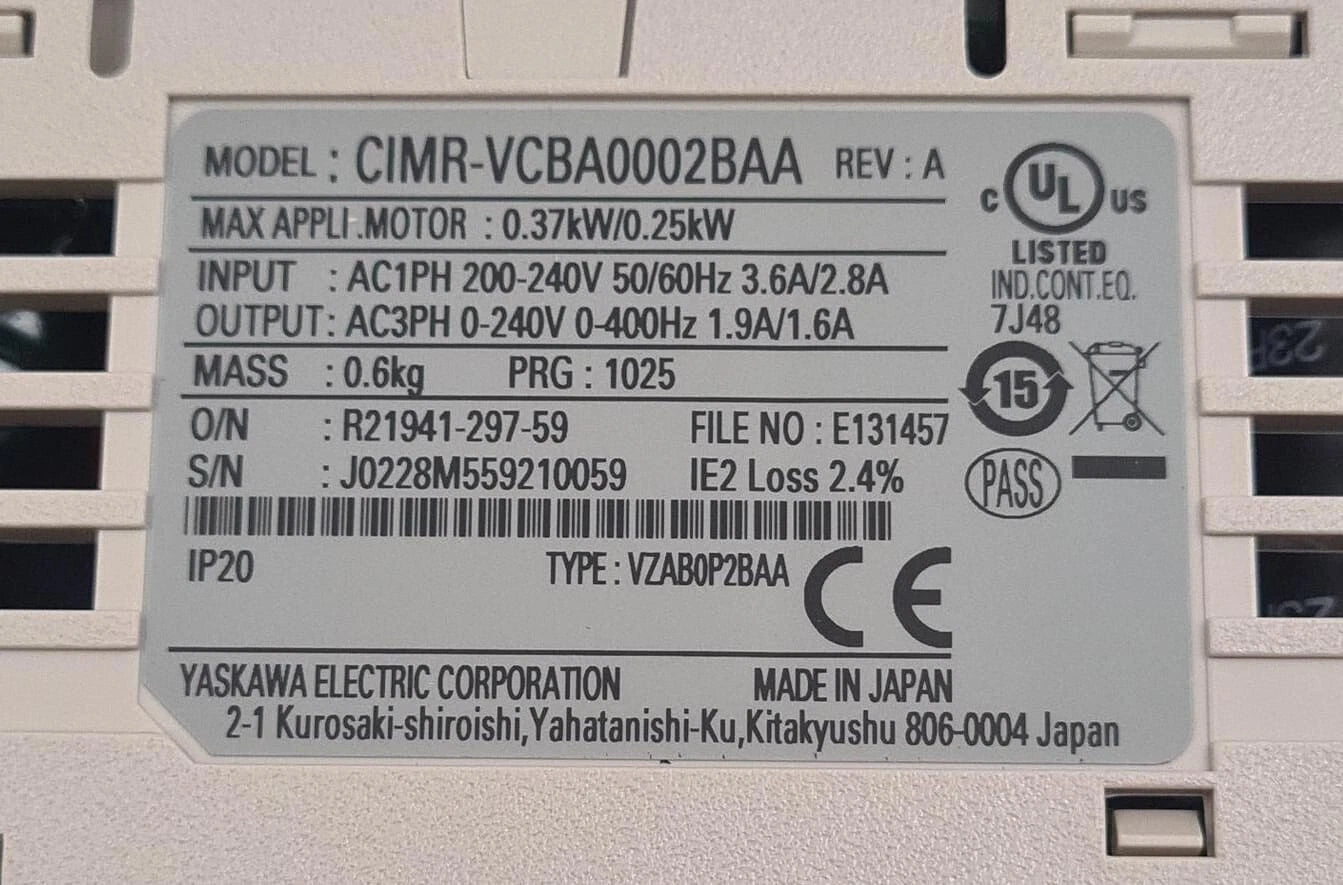 MODEL : CIMR-VCBA0002BAA REV : A
MAX APPLI.MOTOR : 0.37kW/0.25kW
INPUT : AC1PH 200-240V 50/60Hz 3.6A/2.8A
OUTPUT : AC3PH 0-240V 0-400Hz 1.9A/1.6A
MASS : 0.6kg PRG : 1025
O/N : R21941-297-59 FILE NO : E131457
S/N : J0228M559210059 IE2 Loss 2.4%
IP20 TYPE : VZAB0P2BAA CE
C UL US
LISTED
IND.CONT.EQ.
7J48
15
PASS
YASKAWA ELECTRIC CORPORATION MADE IN JAPAN
2-1 Kurosaki-shiroishi,Yahatanishi-Ku,Kitakyushu 806-0004 Japan